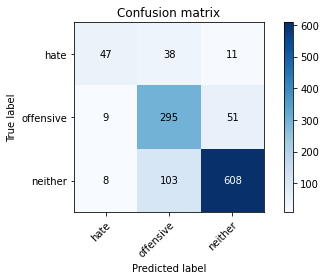 Confusion matrix
hate 47 38 11
offensive 9 295 51
neither 8 103 608
hate offensive neither
True label
Predicted label
600
500
400
300
200
100